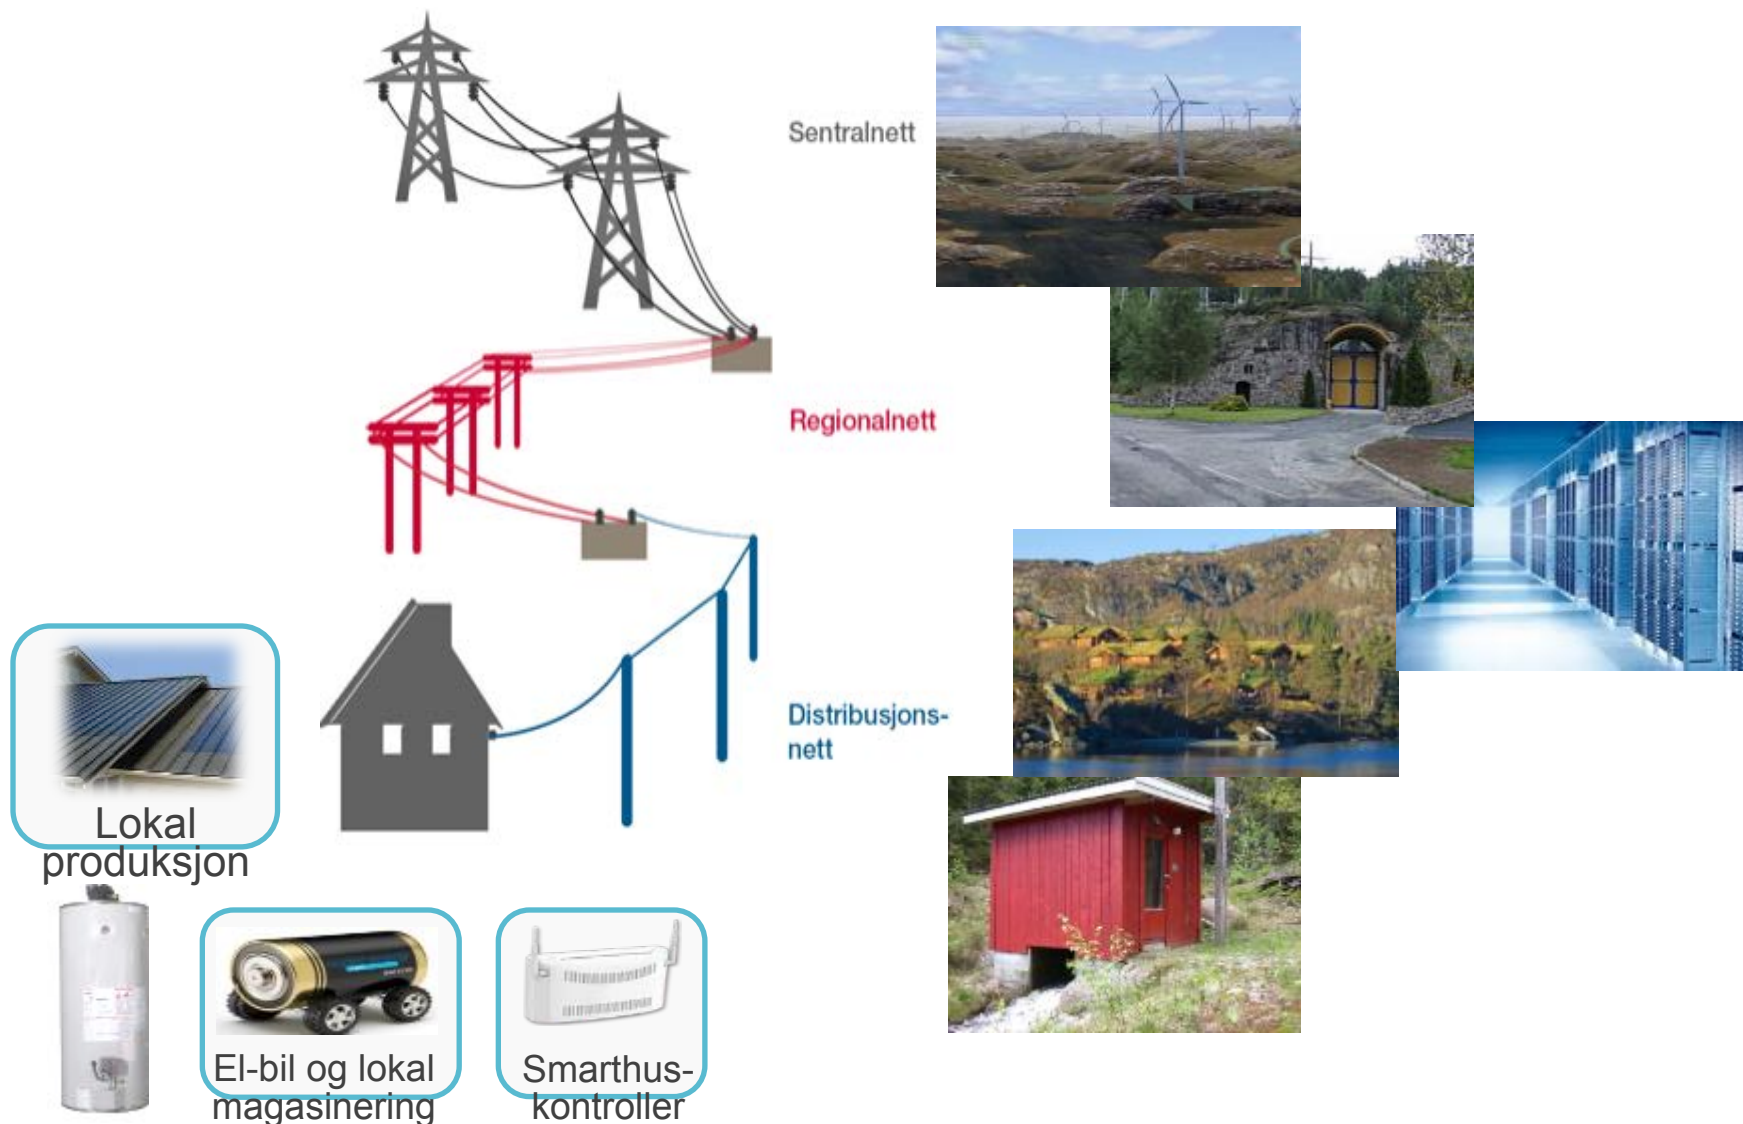 Sentralnett
Regionalnett
Distribusjons-
nett
Lokal
produksjon
El-bil og lokal
magasinering
Smarthus-
kontroller